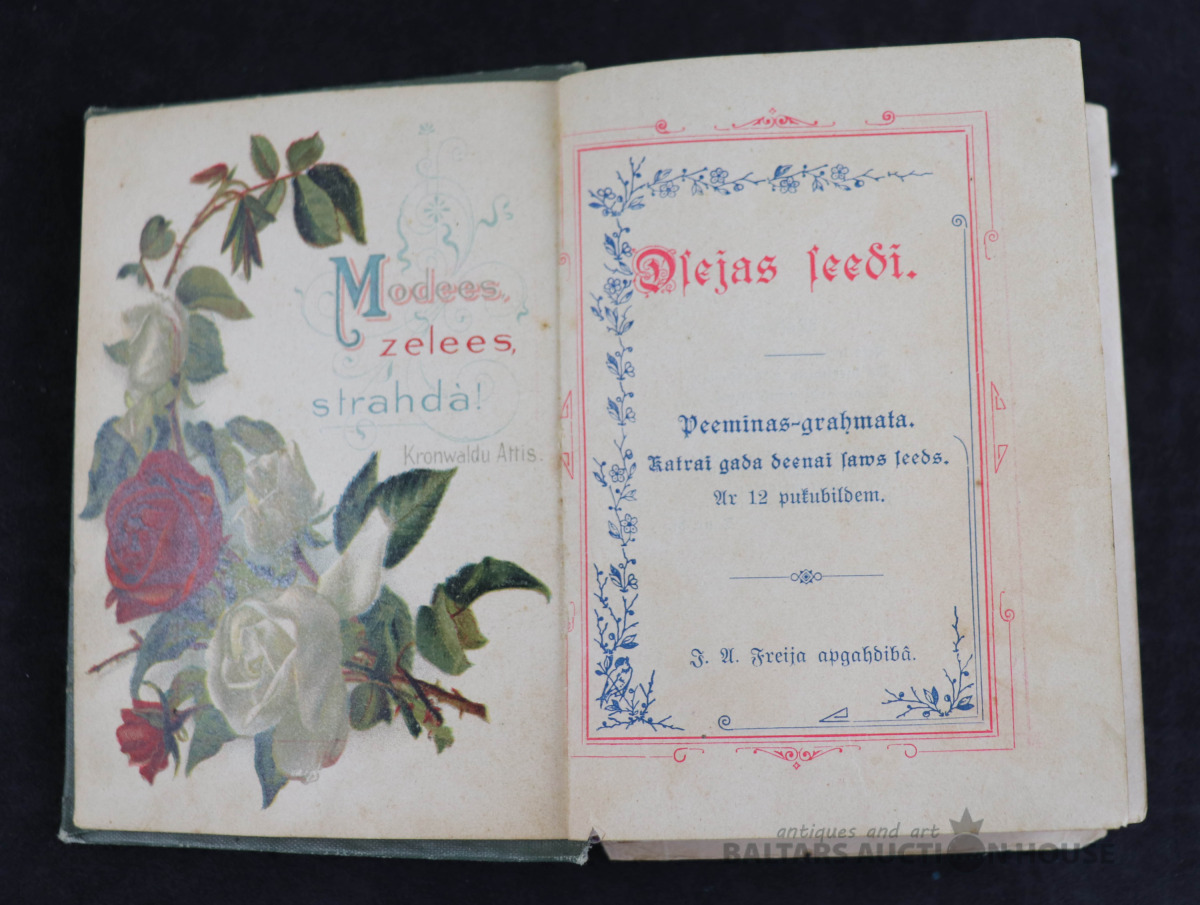 Modees,
zelees,
strahdà!
Kronwaldu Attis.
Dſejas ſeedi.
Peeminas-grahmata.
Katrai gada deenai ſaws ſeeds.
Ar 12 pukubildem.
J. A. Freija apgahdibâ.
antiques and art
BALTARS AUCTION HOUSE